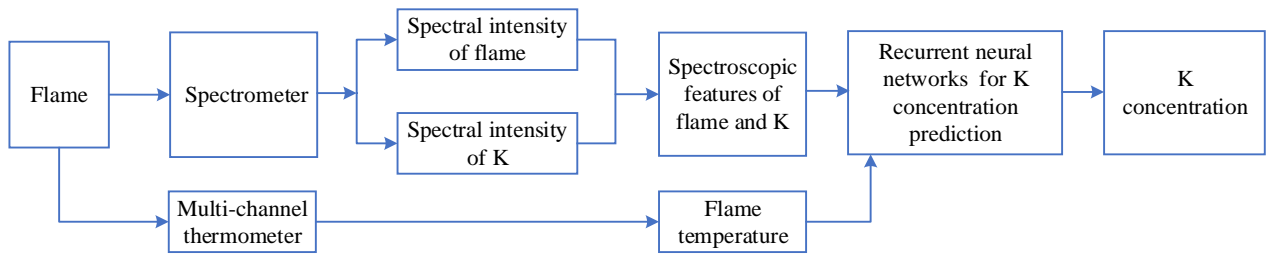 Flame
Spectrometer
Spectral intensity
of flame
Spectral intensity
of K
Spectroscopic
features of
flame and K
Recurrent neural
networks for K
concentration
prediction
K
concentration
Multi-channel
thermometer
Flame
temperature